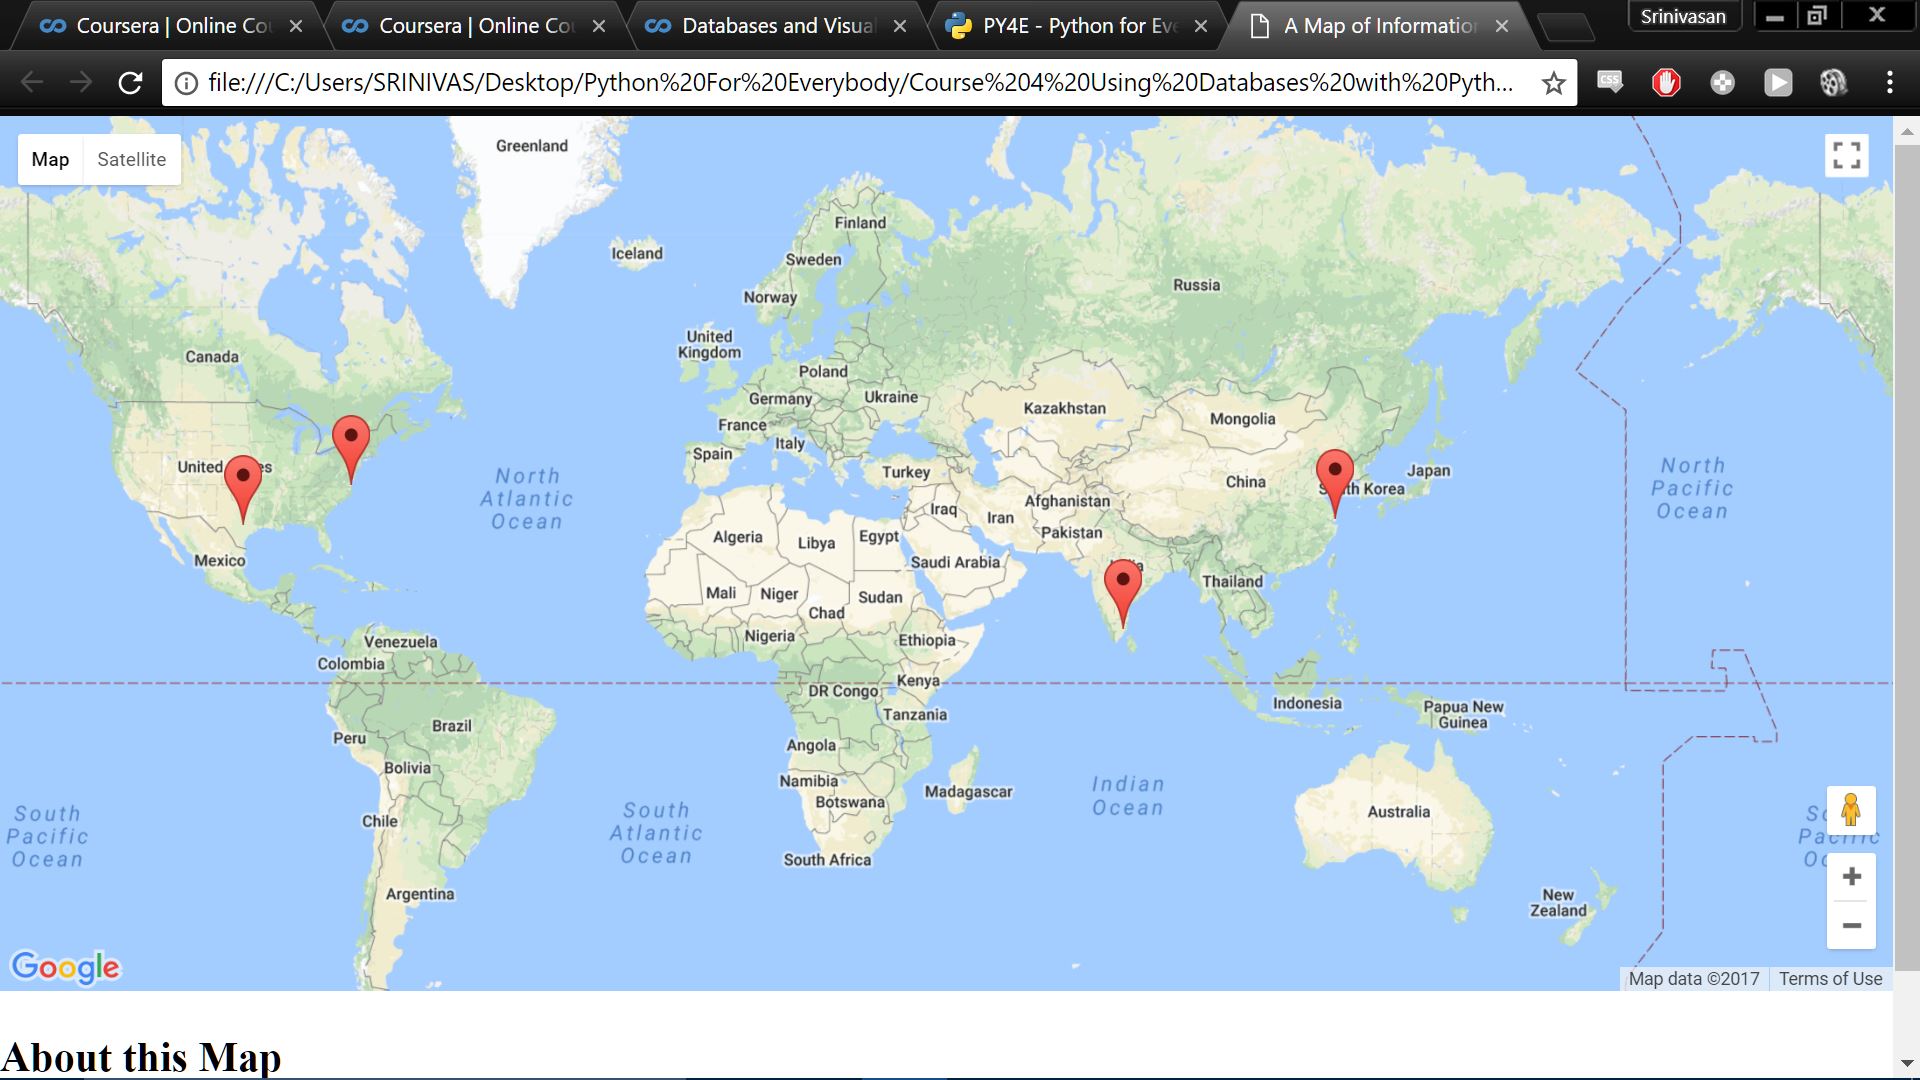 Coursera | Online Co
Coursera | Online Co
Databases and Visual
PY4E - Python for Eve
A Map of Information
Srinivasan
file:///C:/Users/SRINIVAS/Desktop/Python%20For%20Everybody/Course%204%20Using%20Databases%20with%20Pyth...
CSS
Map
Satellite
Greenland
Finland
Iceland
Sweden
Russia
Norway
United
Kingdom
Canada
Poland
Germany
Ukraine
Kazakhstan
Mongolia
France
Italy
Spain
United
es
Turkey
China
Japan
South Korea
North
Atlantic
Ocean
North
Pacific
Ocean
Afghanistan
Iraq
Iran
Pakistan
Algeria
Libya
Egypt
Saudi Arabia
Mexico
India
Thailand
Mali
Niger
Sudan
Chad
Nigeria
Ethiopia
Venezuela
Colombia
DR Congo
Kenya
Tanzania
Indonesia
Papua New
Guinea
Brazil
Peru
Angola
Bolivia
Namibia
Botswana
Madagascar
Indian
Ocean
Australia
South
Pacific
Ocean
South
Atlantic
Ocean
Chile
South Africa
Argentina
New
Zealand
Pacific
Google
Map data ©2017
Terms of Use
About this Map